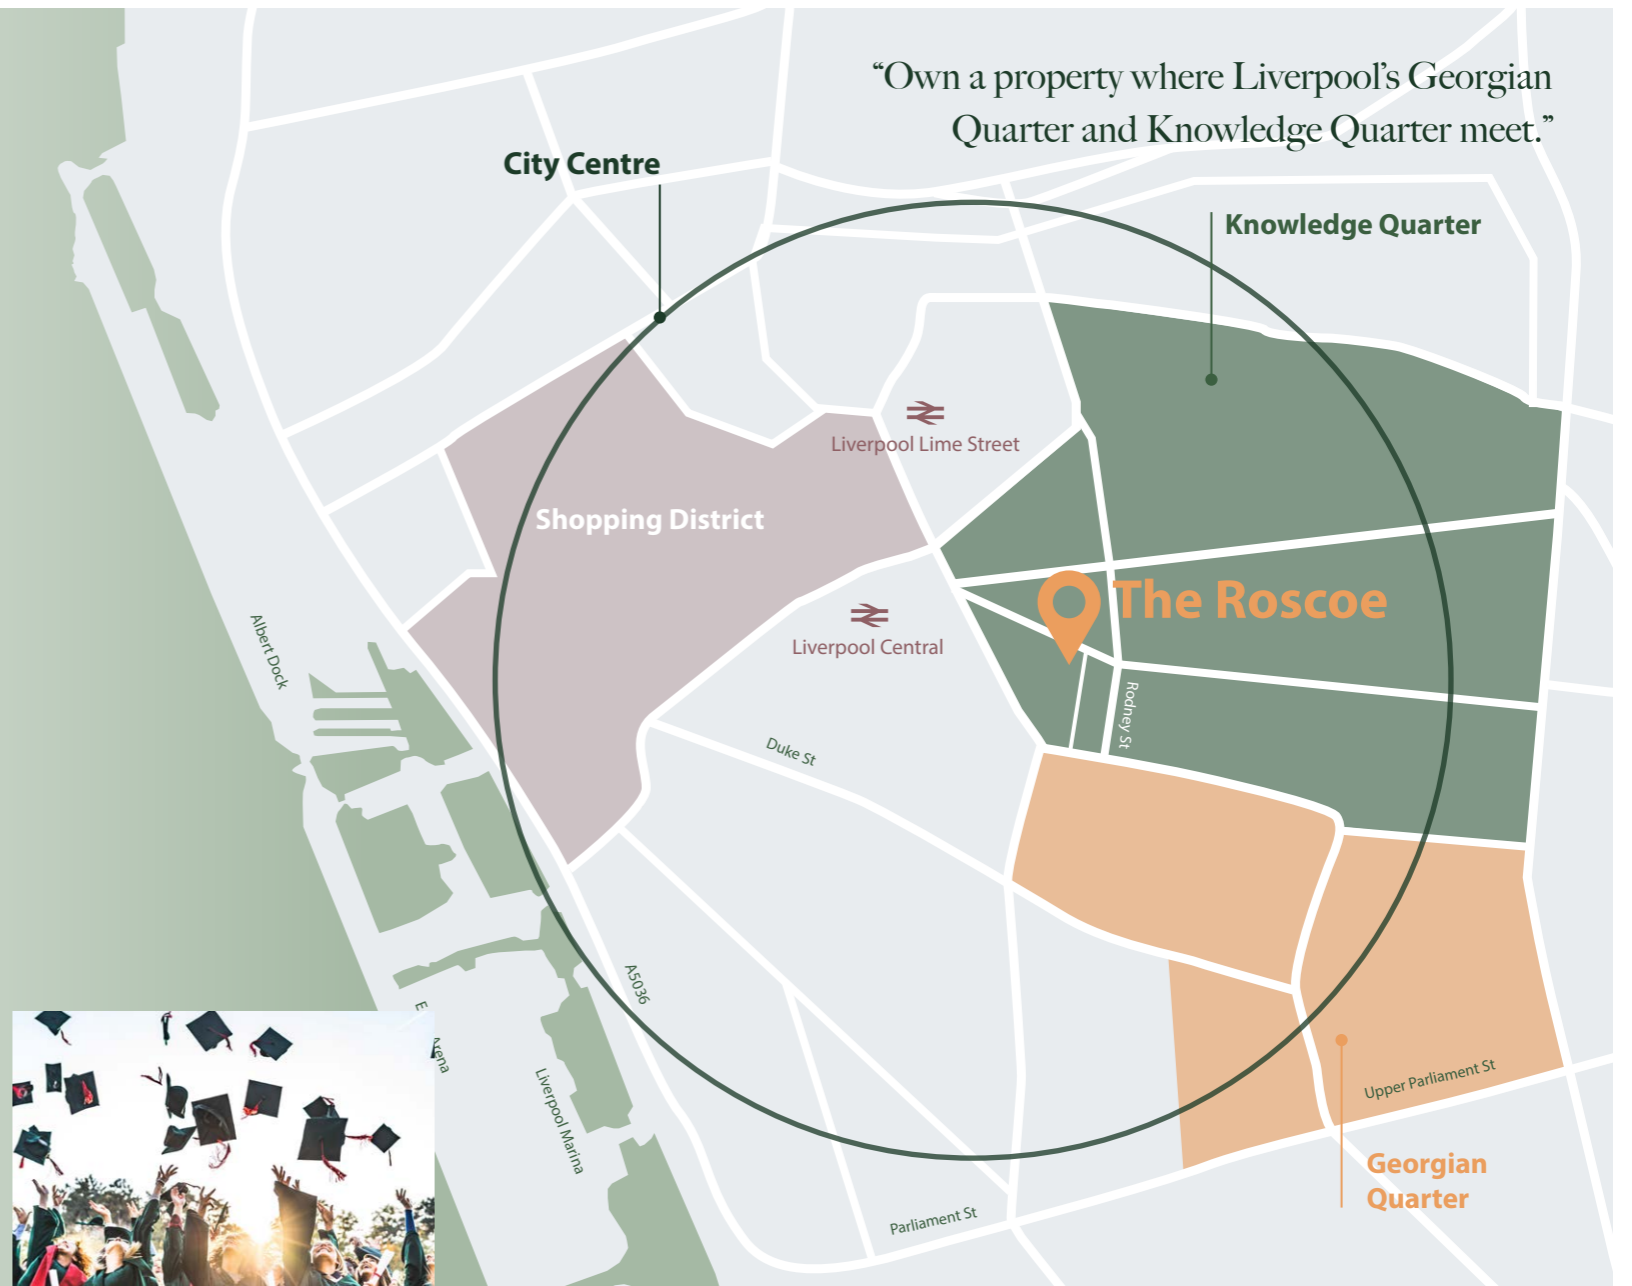 “Own a property where Liverpool’s Georgian
Quarter and Knowledge Quarter meet.”
City Centre
Knowledge Quarter
Liverpool Lime Street
Shopping District
The Roscoe
Liverpool Central
Albert Dock
Rodney St
Duke St
A5036
Arena
Liverpool Marina
Upper Parliament St
Georgian
Quarter
Parliament St